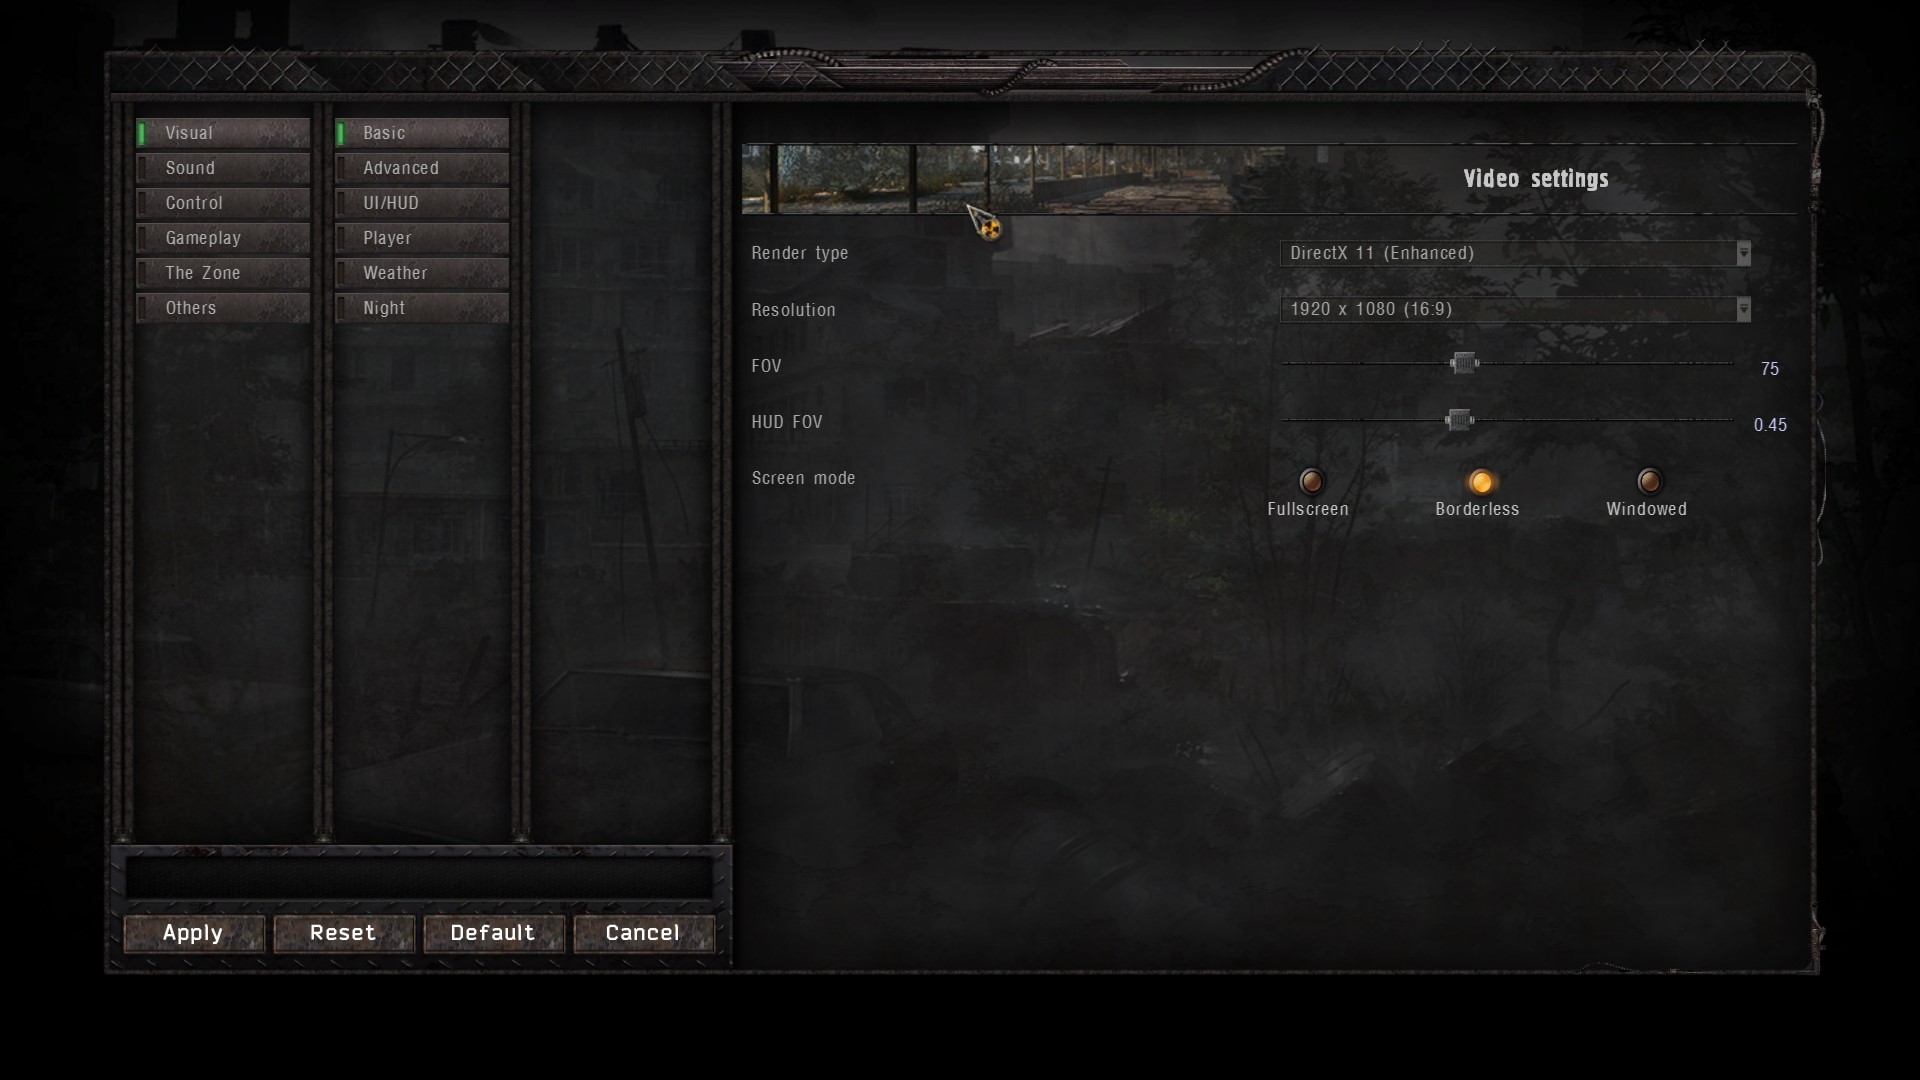 Visual
Sound
Control
Gameplay
The Zone
Others
Basic
Advanced
UI/HUD
Player
Weather
Night
Video settings
Render type
DirectX 11 (Enhanced)
Resolution
1920 x 1080 (16:9)
FOV
75
HUD FOV
0.45
Screen mode
Fullscreen
Borderless
Windowed
Apply
Reset
Default
Cancel